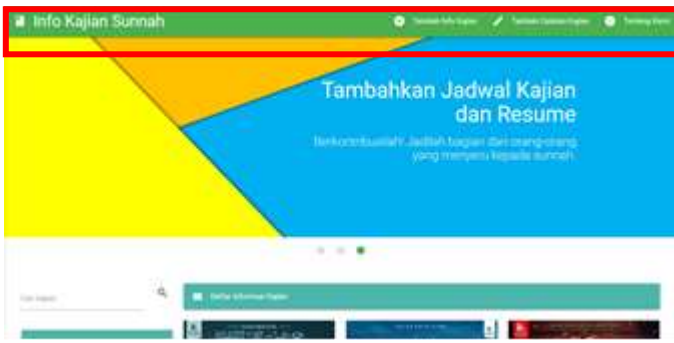 Info Kajian Sunnah
Tambah Info Kajian
Tambah Catatan Kajian
Tentang Kami
Tambahkan Jadwal Kajian
dan Resume
Berkontribusilah! Jadilah bagian dari orang-orang
yang menyeru kepada sunnah.
Cari kajian
Daftar Informasi Kajian